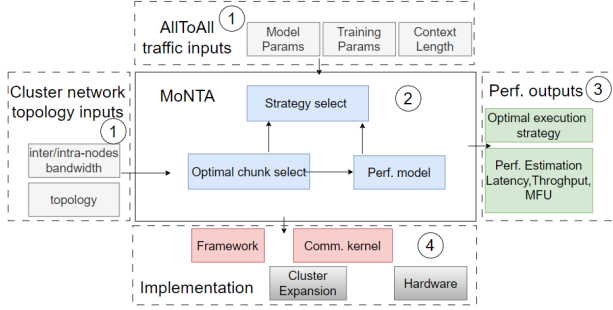 AllToAll
traffic inputs
1
Model
Params
Training
Params
Context
Length
Cluster network
topology inputs
1
inter/intra-nodes
bandwidth
topology
MoNTA
2
Strategy select
Optimal chunk select
Perf. model
Perf. outputs
3
Optimal execution
strategy
Perf. Estimation
Latency,Throghput,
MFU
Framework
Comm. kernel
4
Implementation
Cluster
Expansion
Hardware